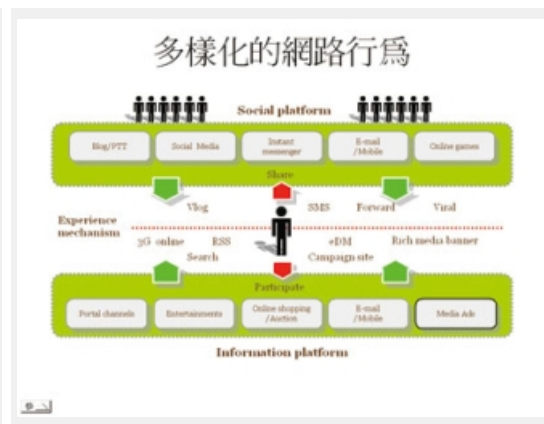 多樣化的網路行為
Social platform
Blog/PTT
Social Media
Instant
messenger
E-mail
/Mobile
Online games
Share
Vlog
SMS
Forward
Viral
Experience
mechanism
3G online
RSS
eDM
Rich media banner
Search
Campaign site
Participate
Portal channels
Entertainments
Online shopping
/Auction
E-mail
/Mobile
Media Ads
Information platform